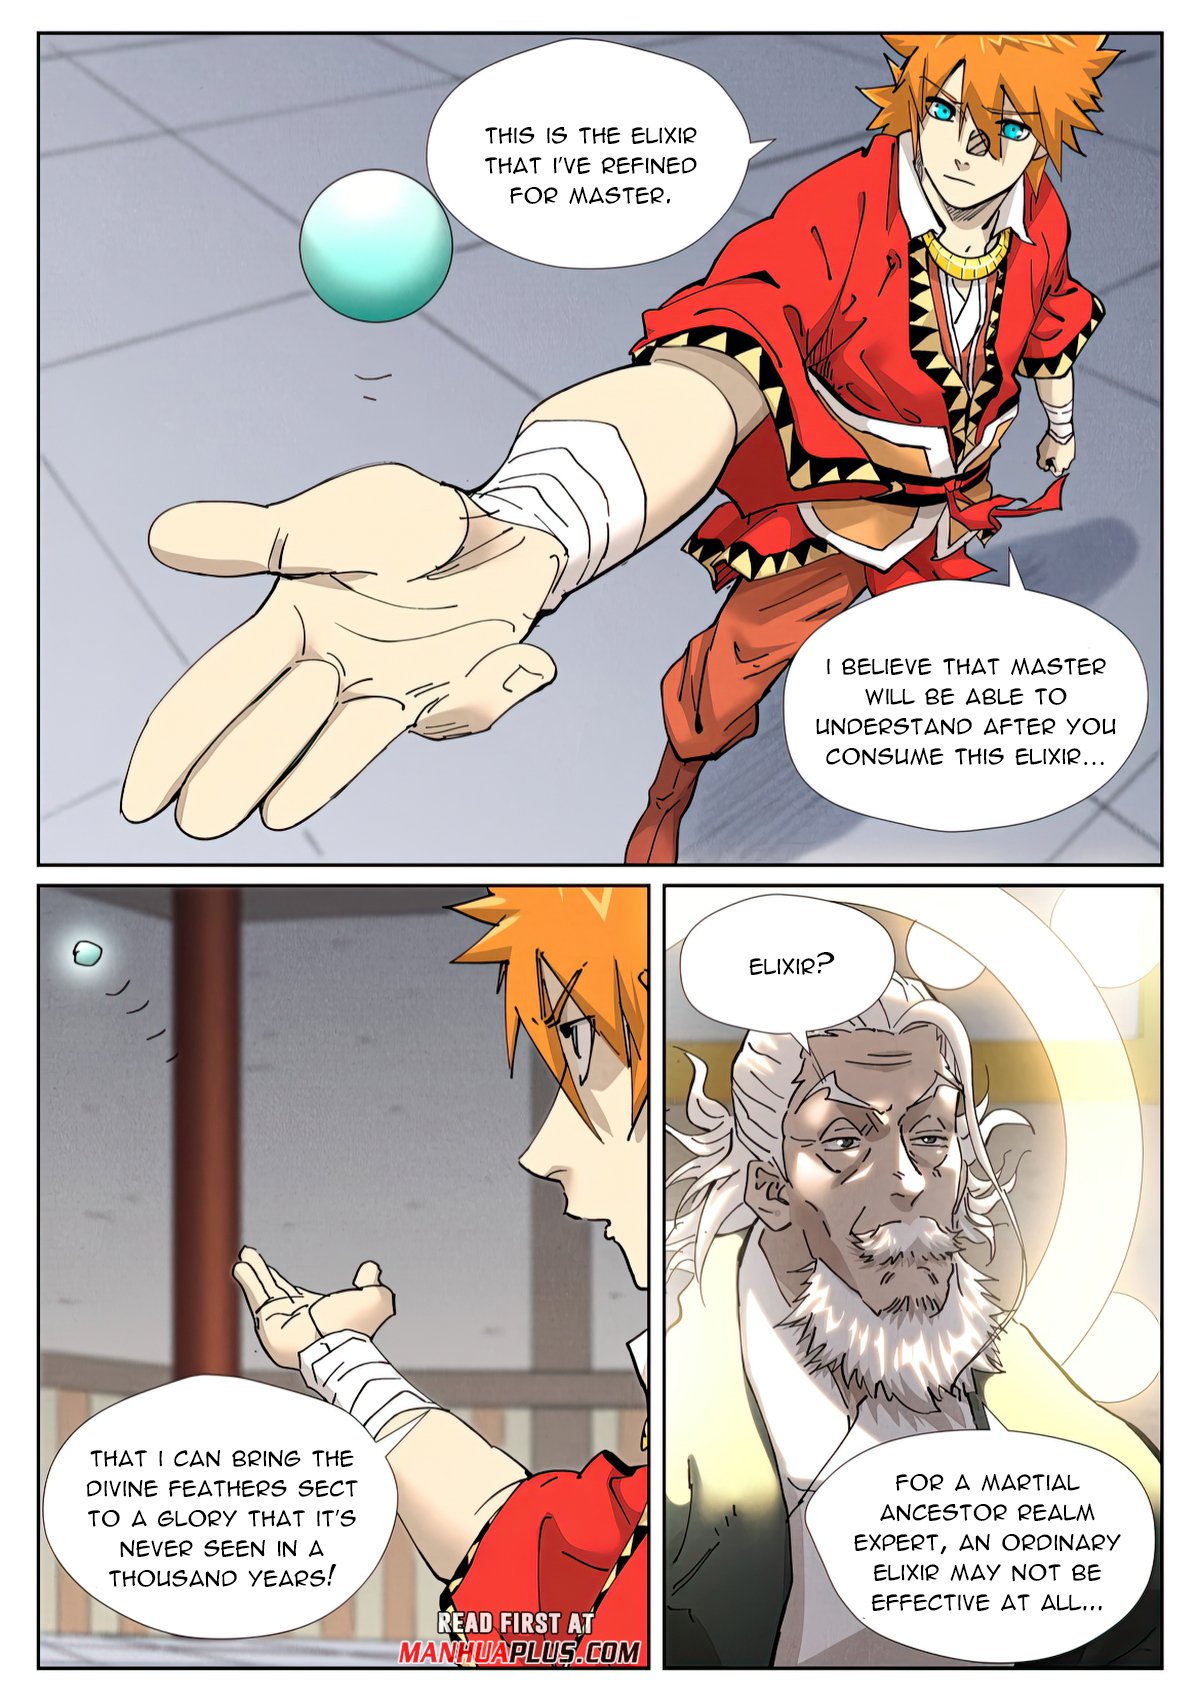 THIS IS THE ELIXIR
THAT I'VE REFINED
FOR MASTER.
I BELIEVE THAT MASTER
WILL BE ABLE TO
UNDERSTAND AFTER YOU
CONSUME THIS ELIXIR...
THAT I CAN BRING THE
DIVINE FEATHERS SECT
TO A GLORY THAT IT'S
NEVER SEEN IN A
THOUSAND YEARS!
ELIXIR?
FOR A MARTIAL
ANCESTOR REALM
EXPERT, AN ORDINARY
ELIXIR MAY NOT BE
EFFECTIVE AT ALL...
READ FIRST AT
MANHUAPLUS.COM